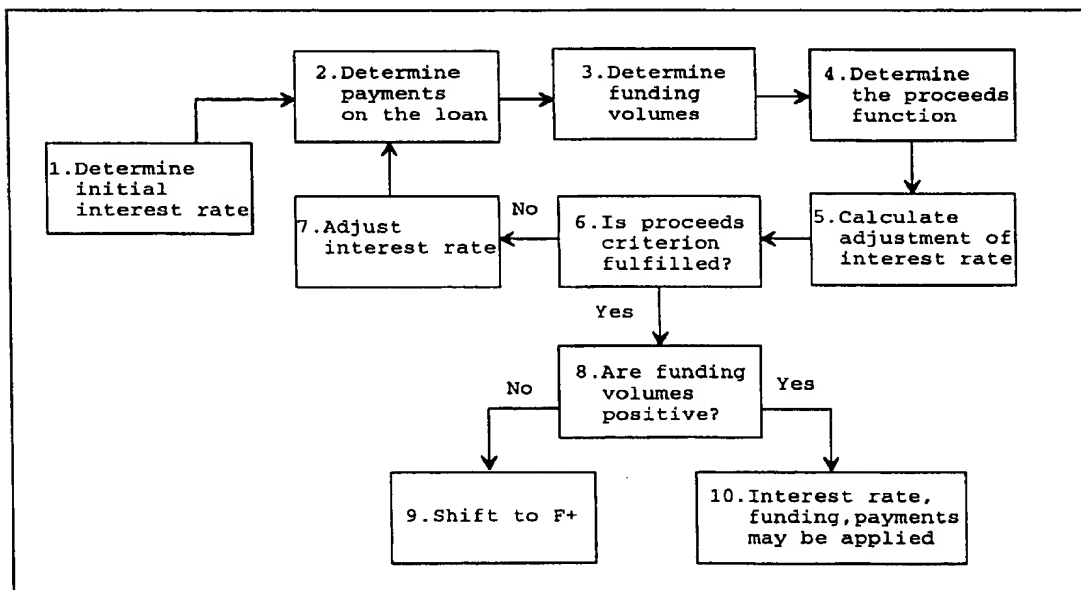 1.Determine
initial
interest rate
2.Determine
payments
on the loan
3.Determine
funding
volumes
4.Determine
the proceeds
function
5.Calculate
adjustment of
interest rate
6.Is proceeds
criterion
fulfilled?
No
7.Adjust
interest rate
Yes
8.Are funding
volumes
positive?
No
9.Shift to F+
Yes
10.Interest rate,
funding,payments
may be applied